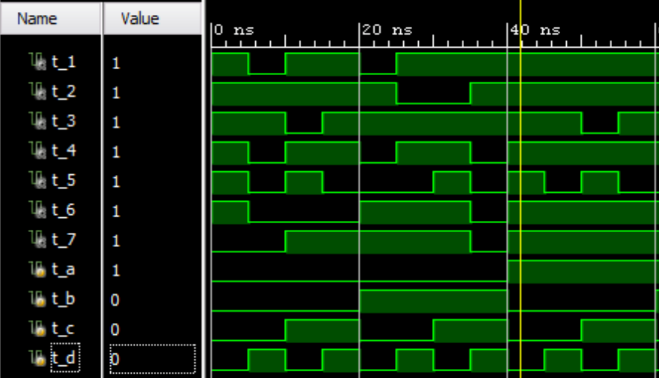 Name Value 0 ns 20 ns 40 ns
t_1 1
t_2 1
t_3 1
t_4 1
t_5 1
t_6 1
t_7 1
t_a 1
t_b 0
t_c 0
t_d 0